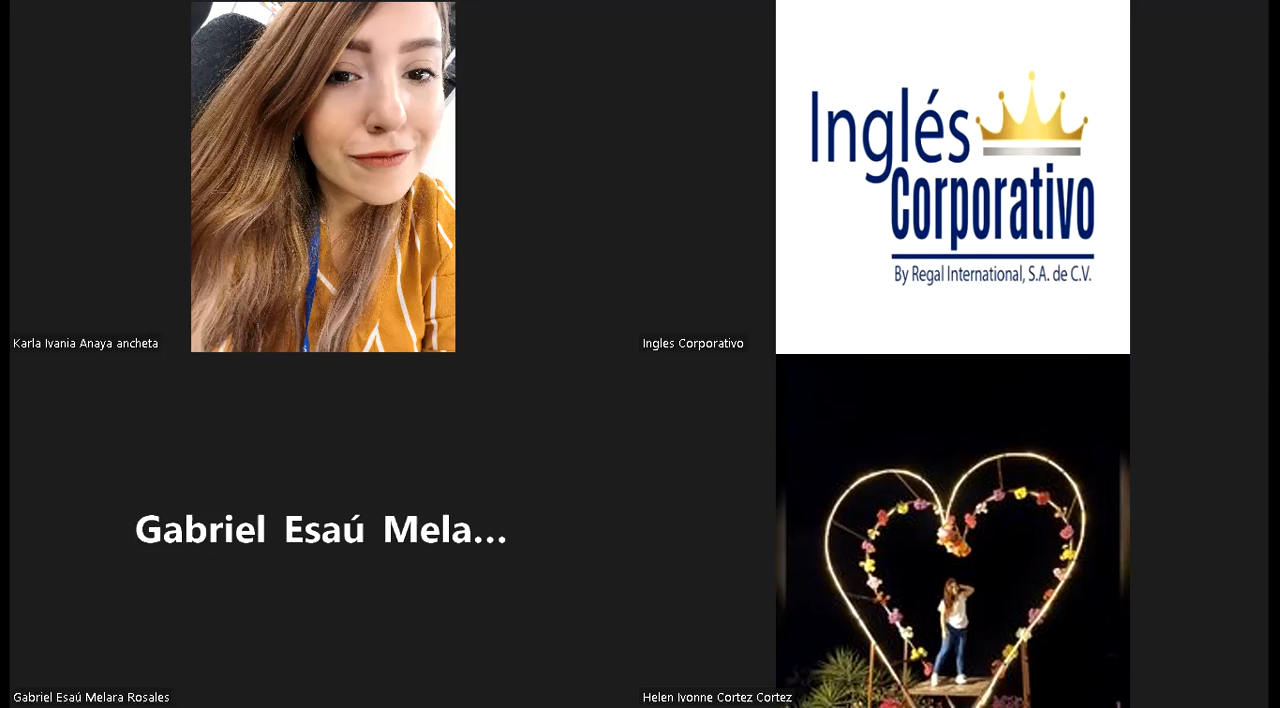 Inglés
Corporativo
By Regal International, S.A. de C.V.
Karla Ivania Anaya ancheta
Ingles Corporativo
Gabriel Esaú Mela...
Gabriel Esaú Melara Rosales
Helen Ivonne Cortez Cortez